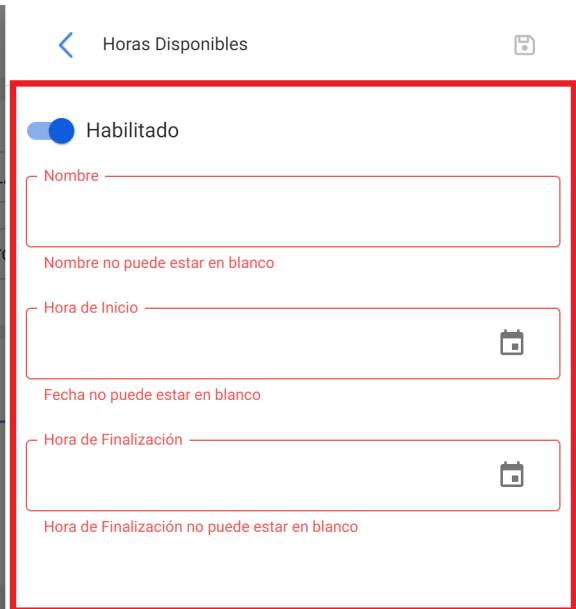 Horas Disponibles
Habilitado
Nombre
Nombre no puede estar en blanco
Hora de Inicio
Fecha no puede estar en blanco
Hora de Finalización
Hora de Finalización no puede estar en blanco